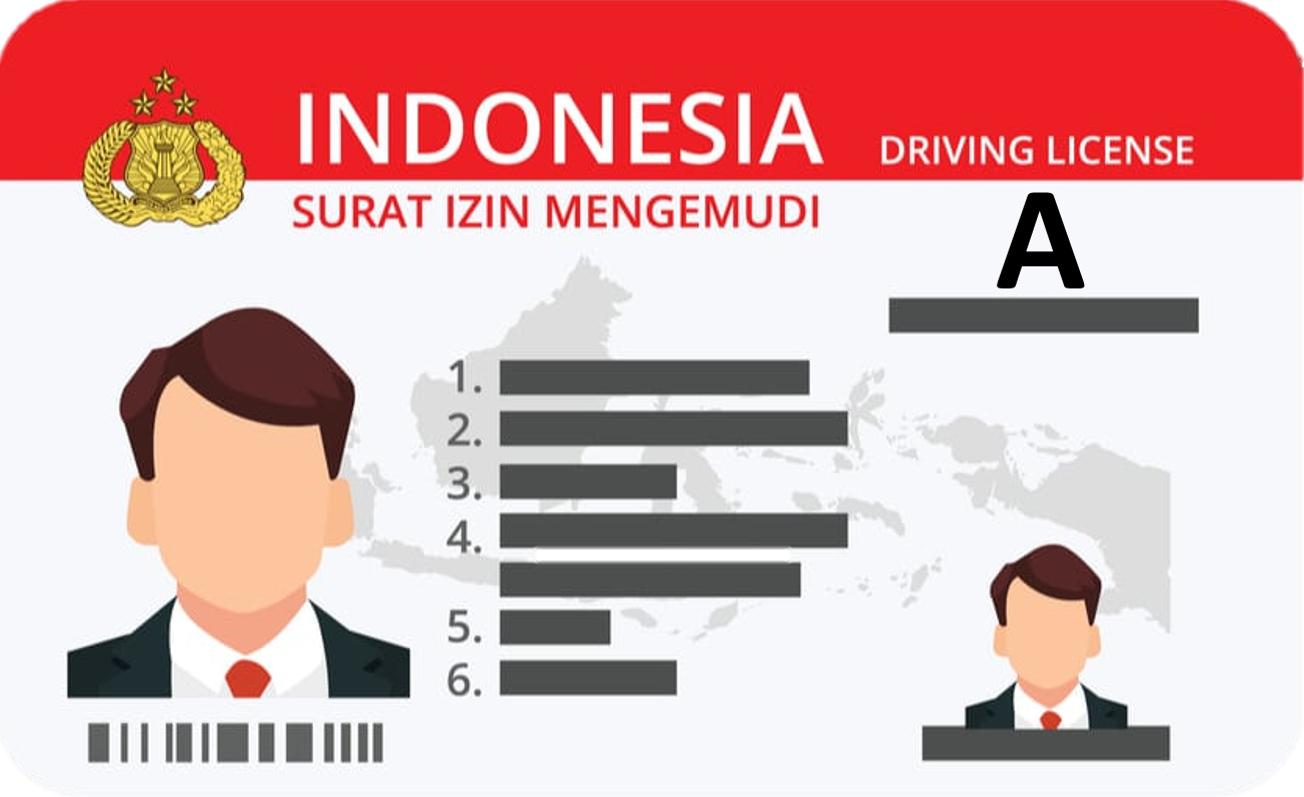 INDONESIA DRIVING LICENSE
SURAT IZIN MENGEMUDI
A
1.
2.
3.
4.
5.
6.